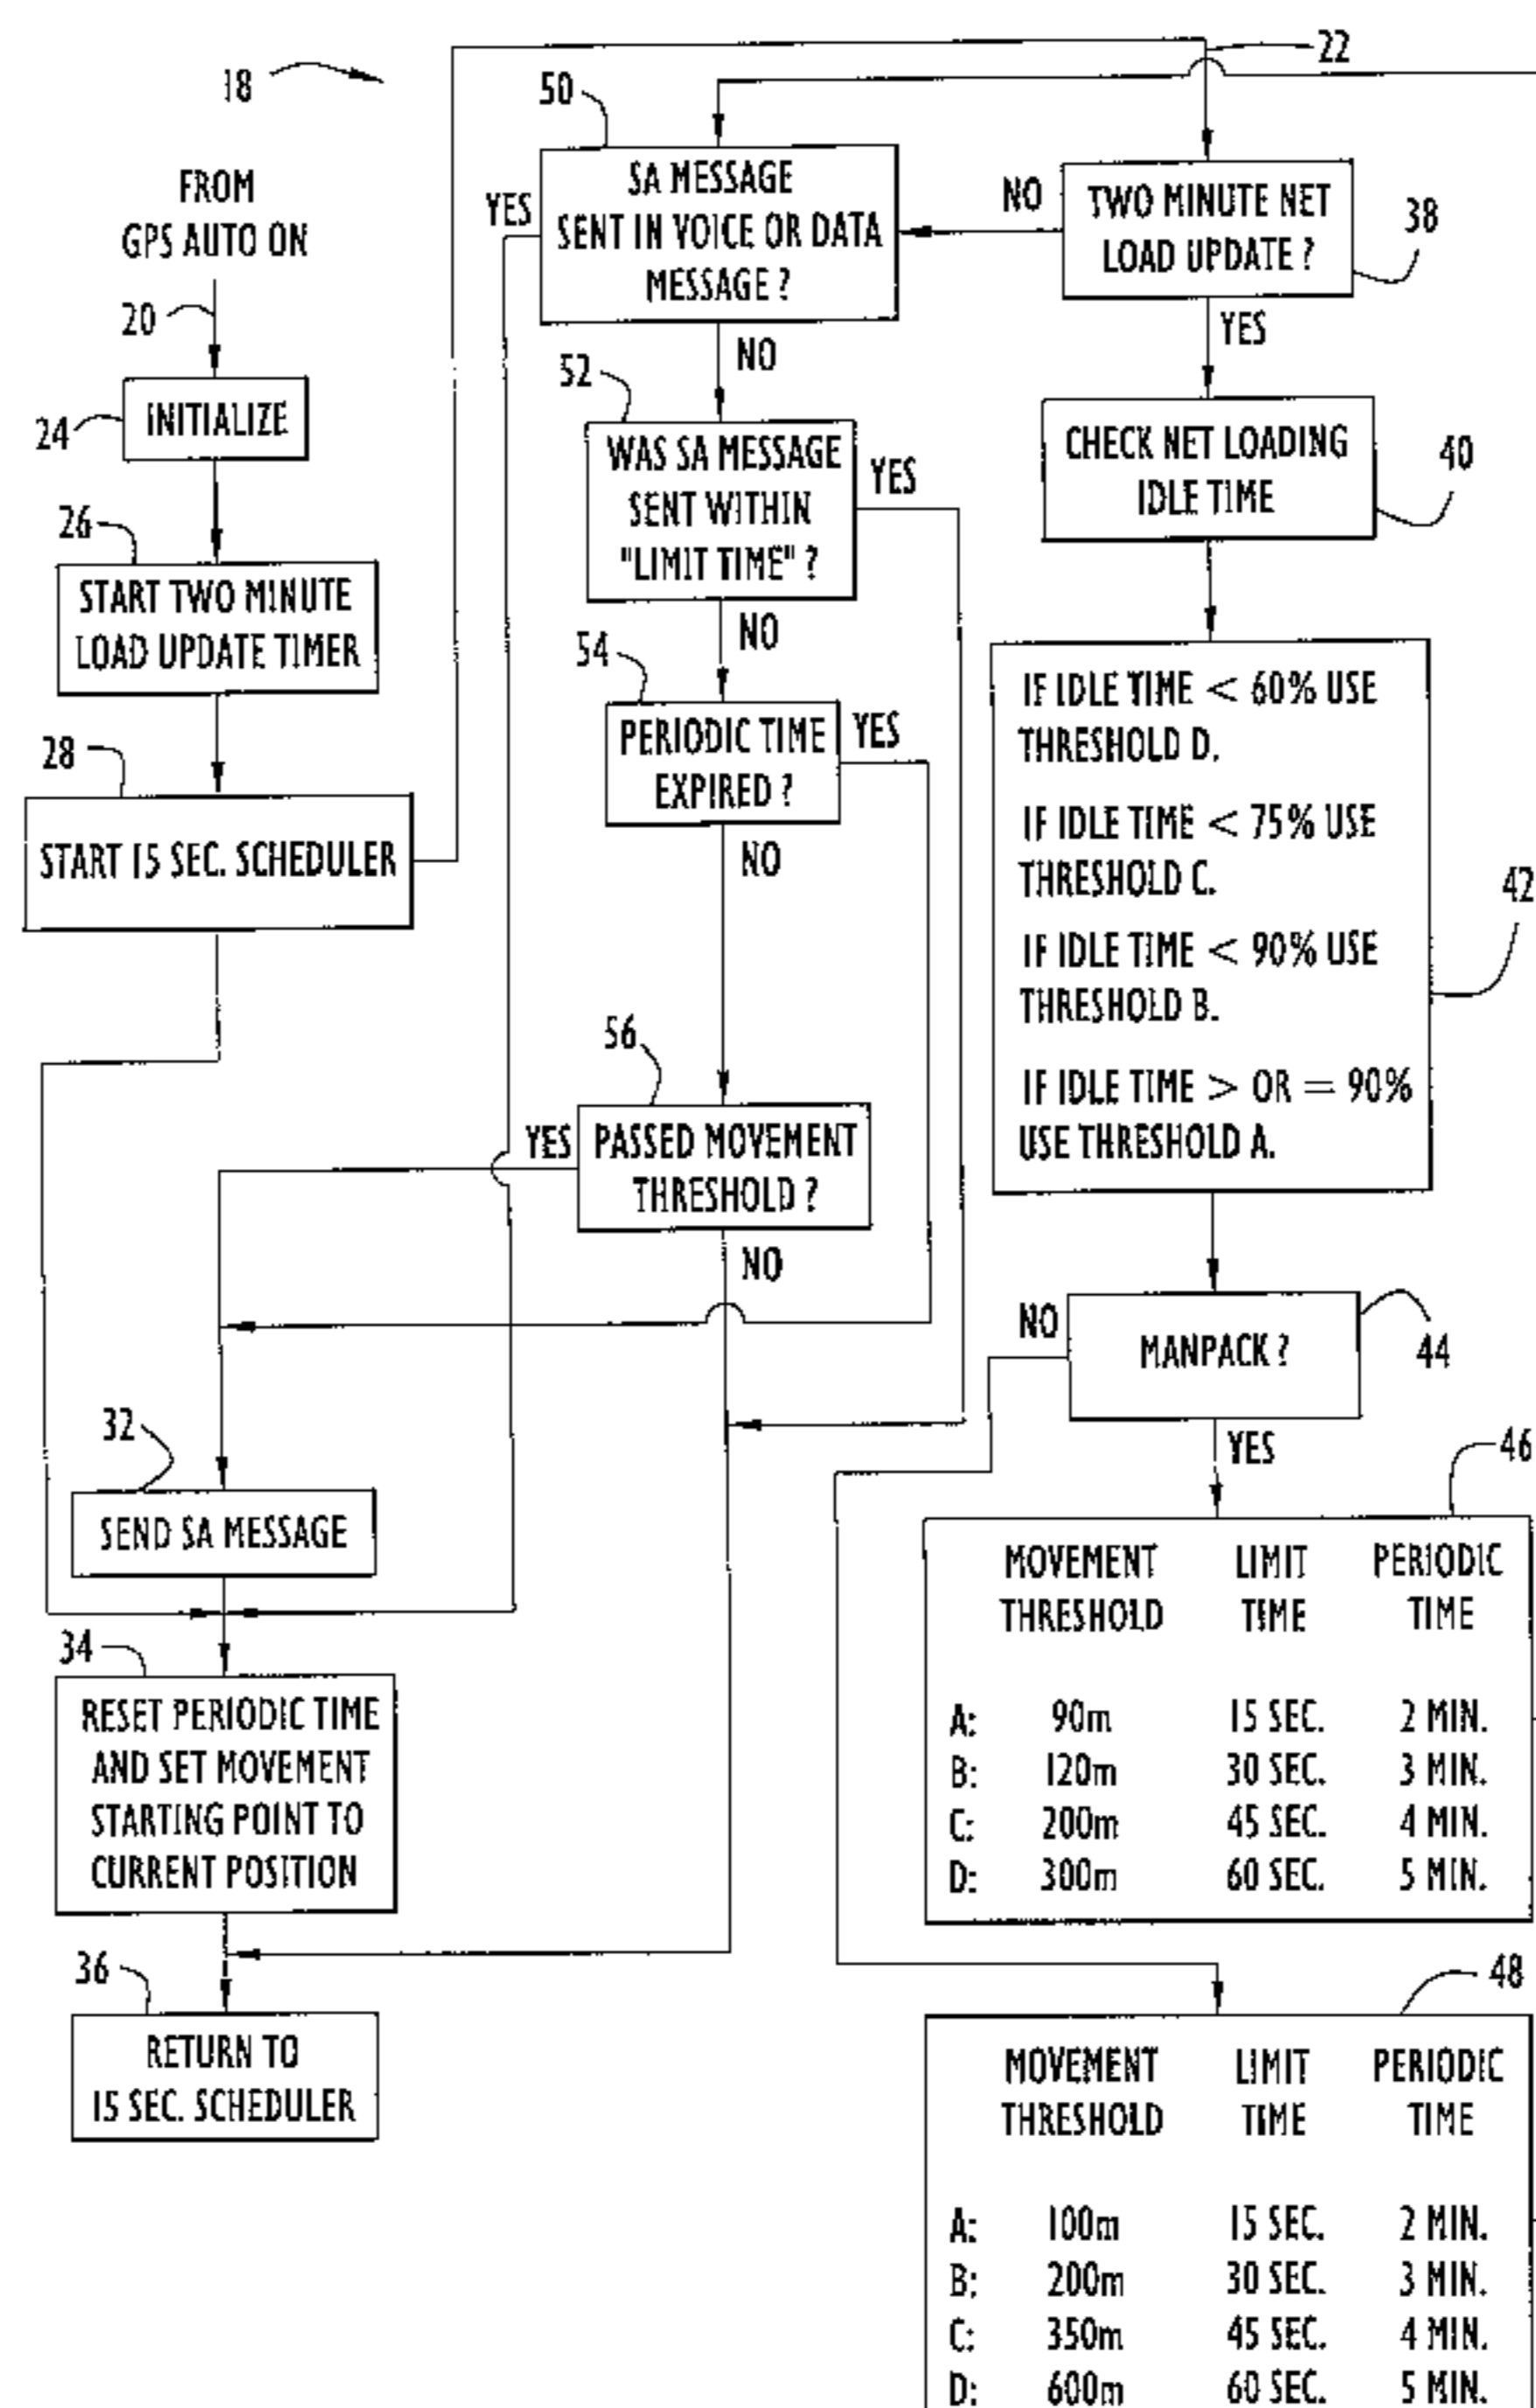 18
FROM
GPS AUTO ON
20
24
INITIALIZE
26
START TWO MINUTE
LOAD UPDATE TIMER
28
START 15 SEC. SCHEDULER
32
SEND SA MESSAGE
34
RESET PERIODIC TIME
AND SET MOVEMENT
STARTING POINT TO
CURRENT POSITION
36
RETURN TO
15 SEC. SCHEDULER
50
SA MESSAGE
SENT IN VOICE OR DATA
MESSAGE ?
YES
NO
52
WAS SA MESSAGE
SENT WITHIN
"LIMIT TIME" ?
YES
NO
54
PERIODIC TIME
EXPIRED ?
YES
NO
56
PASSED MOVEMENT
THRESHOLD ?
YES
NO
22
TWO MINUTE NET
LOAD UPDATE ?
NO
38
YES
CHECK NET LOADING
IDLE TIME
40
IF IDLE TIME < 60% USE
THRESHOLD D.
IF IDLE TIME < 75% USE
THRESHOLD C.
IF IDLE TIME < 90% USE
THRESHOLD B.
IF IDLE TIME > OR = 90%
USE THRESHOLD A.
42
MANPACK ?
NO
44
YES
46
MOVEMENT LIMIT PERIODIC
THRESHOLD TIME TIME
A: 90m 15 SEC. 2 MIN.
B: 120m 30 SEC. 3 MIN.
C: 200m 45 SEC. 4 MIN.
D: 300m 60 SEC. 5 MIN.
48
MOVEMENT LIMIT PERIODIC
THRESHOLD TIME TIME
A: 100m 15 SEC. 2 MIN.
B: 200m 30 SEC. 3 MIN.
C: 350m 45 SEC. 4 MIN.
D: 600m 60 SEC. 5 MIN.